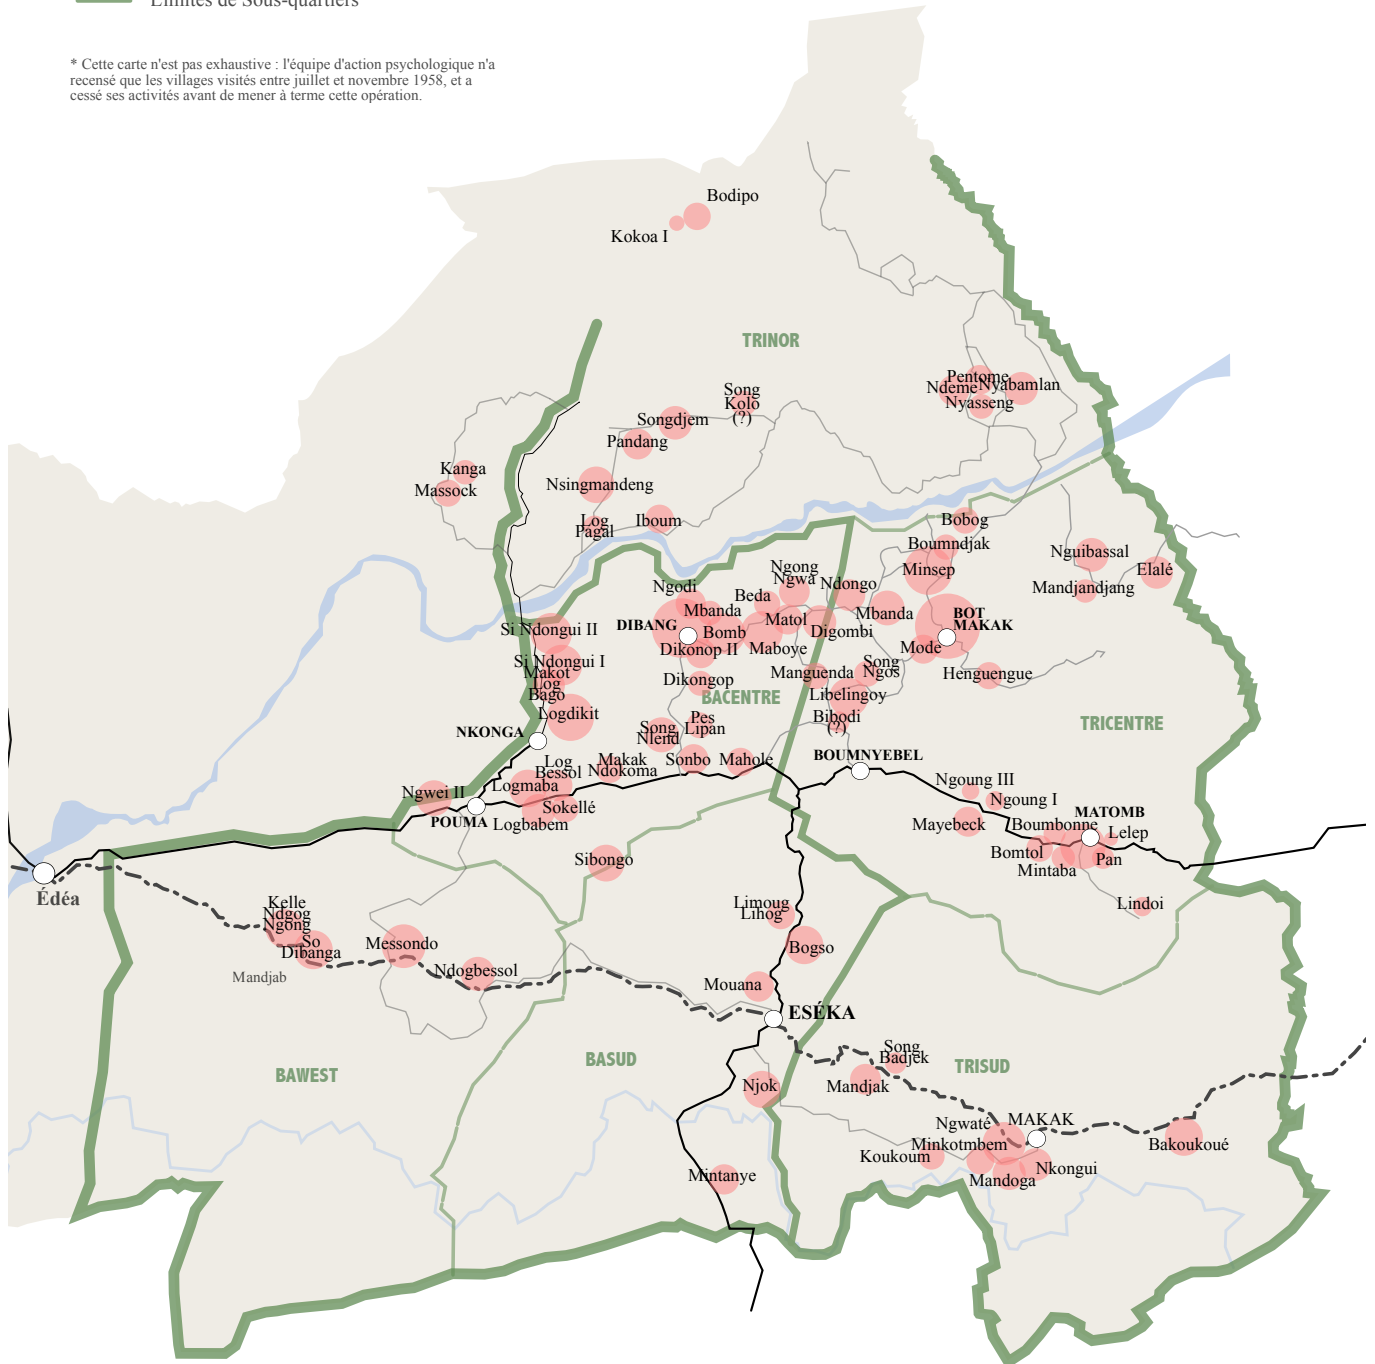 Limites de Sous-quartiers
* Cette carte n'est pas exhaustive : l'équipe d'action psychologique n'a
recensé que les villages visités entre juillet et novembre 1958, et a
cessé ses activités avant de mener à terme cette opération.
Bodipo
Kokoa I
TRINOR
Pentome
Ndeme
Nyabamlan
Nyasseng
Song
Kolo
(?)
Songdjem
Pandang
Kanga
Massock
Nsingmandeng
Log
Pagal
Iboum
Bobog
Boumndjak
Minsep
Nguibassal
Elalé
Mandjandjang
Ngong
Ngwa
Ndongo
Ngodi
Beda
Mbanda
Mbanda
BOT
MAKAK
Si Ndongui II
DIBANG
Bomb
Matol
Digombi
Dikonop II
Maboye
Mode
Si Ndongui I
Makot
Log
Bago
Dikongop
Manguenda
Song
Ngos
Henguengue
BACENTRE
Libelingoy
Logdikit
Pes
Lipan
Bibodi
(?)
TRICENTRE
NKONGA
Song
Nlend
BOUMNYEBEL
Log
Bessol
Makak
Ndokoma
Sonbo
Mahole
Ngwei II
Logmaba
Ngoung III
Ngoung I
POUMA
Sokellé
Logbabem
Mayebeck
Boumbonne
MATOMB
Lelep
Bomtol
Mintaba
Pan
Sibongo
Édéa
Lindoi
Kelle
Ndgog
Ngong
So
Dibanga
Limoug
Lihog
Messondo
Bogso
Mandjab
Ndogbessol
Mouana
ESÉKA
BAWEST
BASUD
Song
Badjek
TRISUD
Njok
Mandjak
Ngwaté
MAKAK
Minkotmbem
Koukoum
Bakoukoué
Nkongui
Mandoga
Mintanye